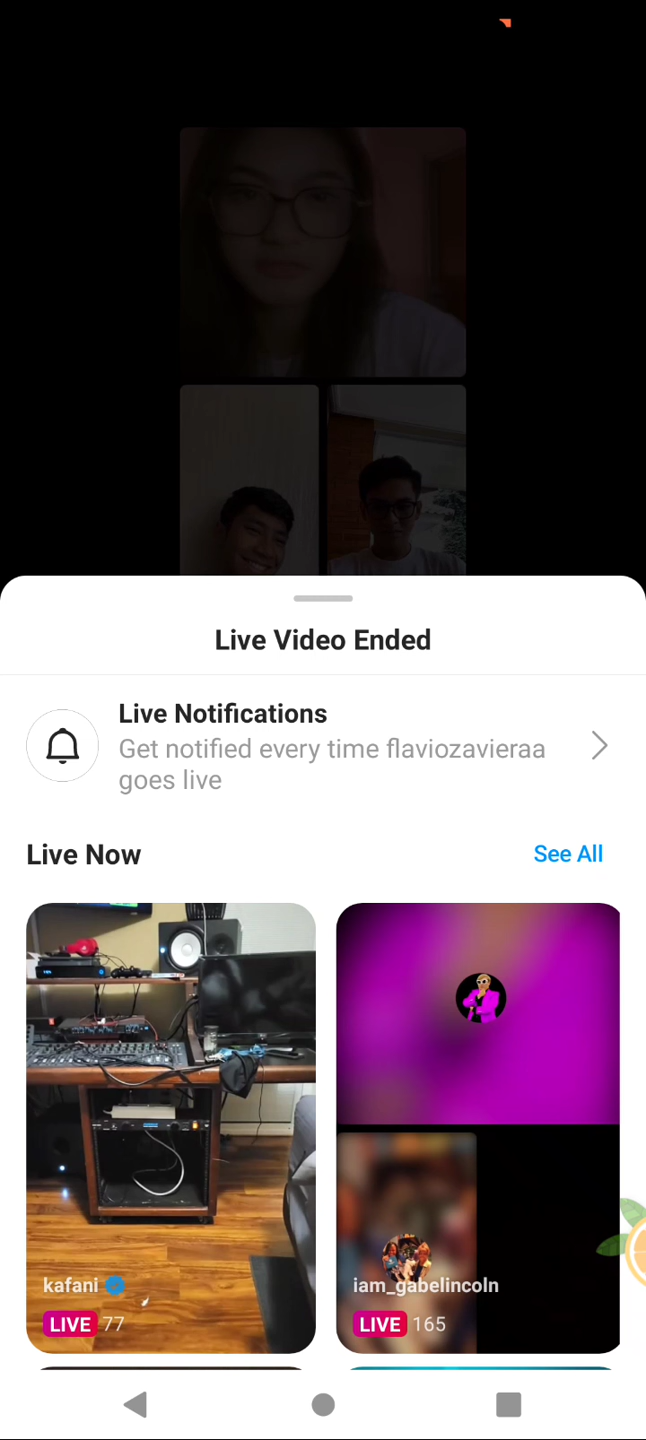 Live Video Ended
Live Notifications
Get notified every time flaviozavieraa
goes live
Live Now
See All
kafani
LIVE 77
iam_gabelincoln
LIVE 165